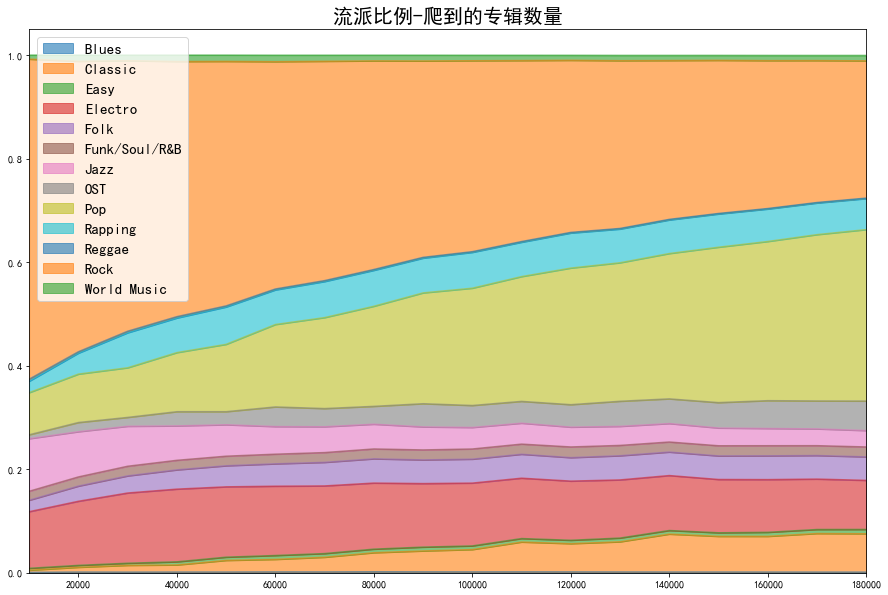 流派比例-爬到的专辑数量
Blues
Classic
Easy
Electro
Folk
Funk/Soul/R&B
Jazz
OST
Pop
Rapping
Reggae
Rock
World Music
1.0
0.8
0.6
0.4
0.2
0.0
20000 40000 60000 80000 100000 120000 140000 160000 180000